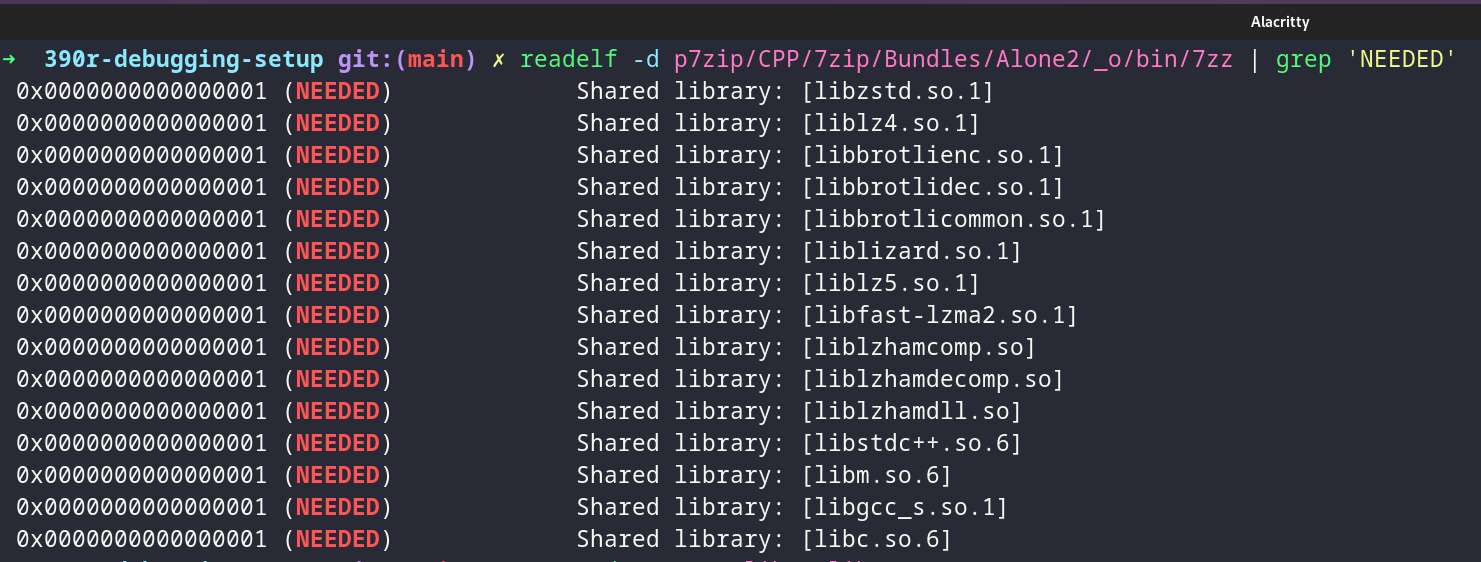 Alacritty
→ 390r-debugging-setup git:(main) ✗ readelf -d p7zip/CPP/7zip/Bundles/Alone2/_o/bin/7zz | grep 'NEEDED'
0x0000000000000001 (NEEDED) Shared library: [libzstd.so.1]
0x0000000000000001 (NEEDED) Shared library: [liblz4.so.1]
0x0000000000000001 (NEEDED) Shared library: [libbrotlienc.so.1]
0x0000000000000001 (NEEDED) Shared library: [libbrotlidec.so.1]
0x0000000000000001 (NEEDED) Shared library: [libbrotlicommon.so.1]
0x0000000000000001 (NEEDED) Shared library: [liblizard.so.1]
0x0000000000000001 (NEEDED) Shared library: [liblz5.so.1]
0x0000000000000001 (NEEDED) Shared library: [libfast-lzma2.so.1]
0x0000000000000001 (NEEDED) Shared library: [liblzhamcomp.so]
0x0000000000000001 (NEEDED) Shared library: [liblzhamdecomp.so]
0x0000000000000001 (NEEDED) Shared library: [liblzhamdll.so]
0x0000000000000001 (NEEDED) Shared library: [libstdc++.so.6]
0x0000000000000001 (NEEDED) Shared library: [libm.so.6]
0x0000000000000001 (NEEDED) Shared library: [libgcc_s.so.1]
0x0000000000000001 (NEEDED) Shared library: [libc.so.6]